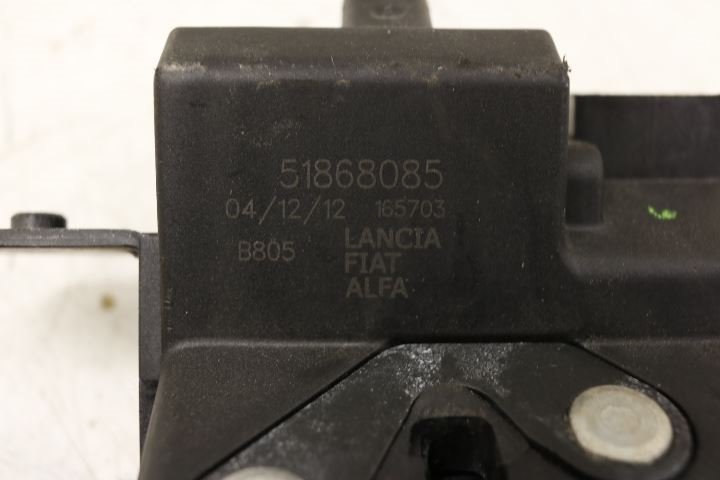 51868085
04/12/12 165703
B805 LANCIA
FIAT
ALFA